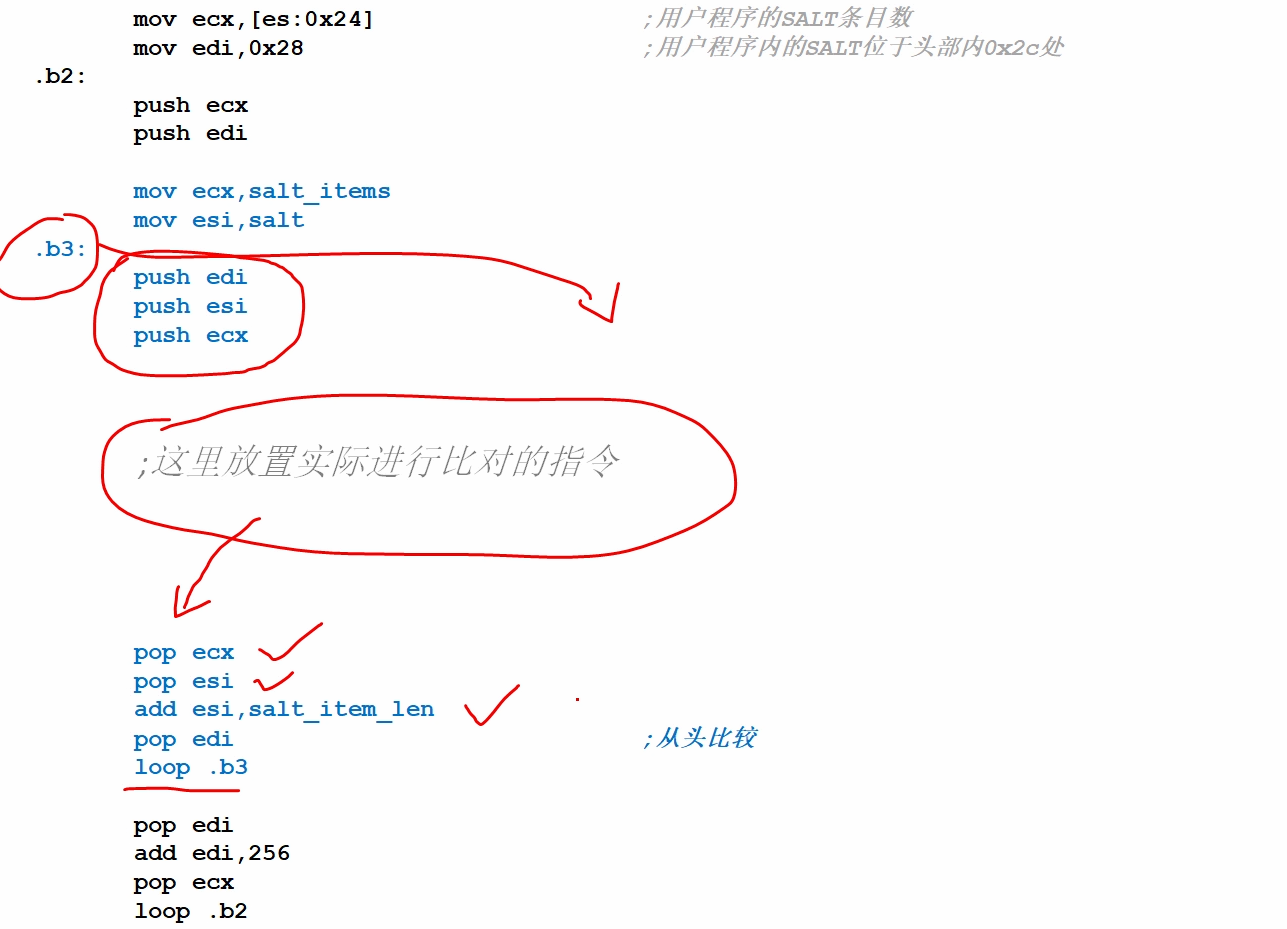 mov ecx,[es:0x24] ;用户程序的SALT条目数
mov edi,0x28 ;用户程序内的SALT位于头部内0x2c处
.b2:
push ecx
push edi
mov ecx,salt_items
mov esi,salt
.b3:
push edi
push esi
push ecx
;这里放置实际进行比对的指令
pop ecx
pop esi
add esi,salt_item_len
pop edi ;从头比较
loop .b3
pop edi
add edi,256
pop ecx
loop .b2